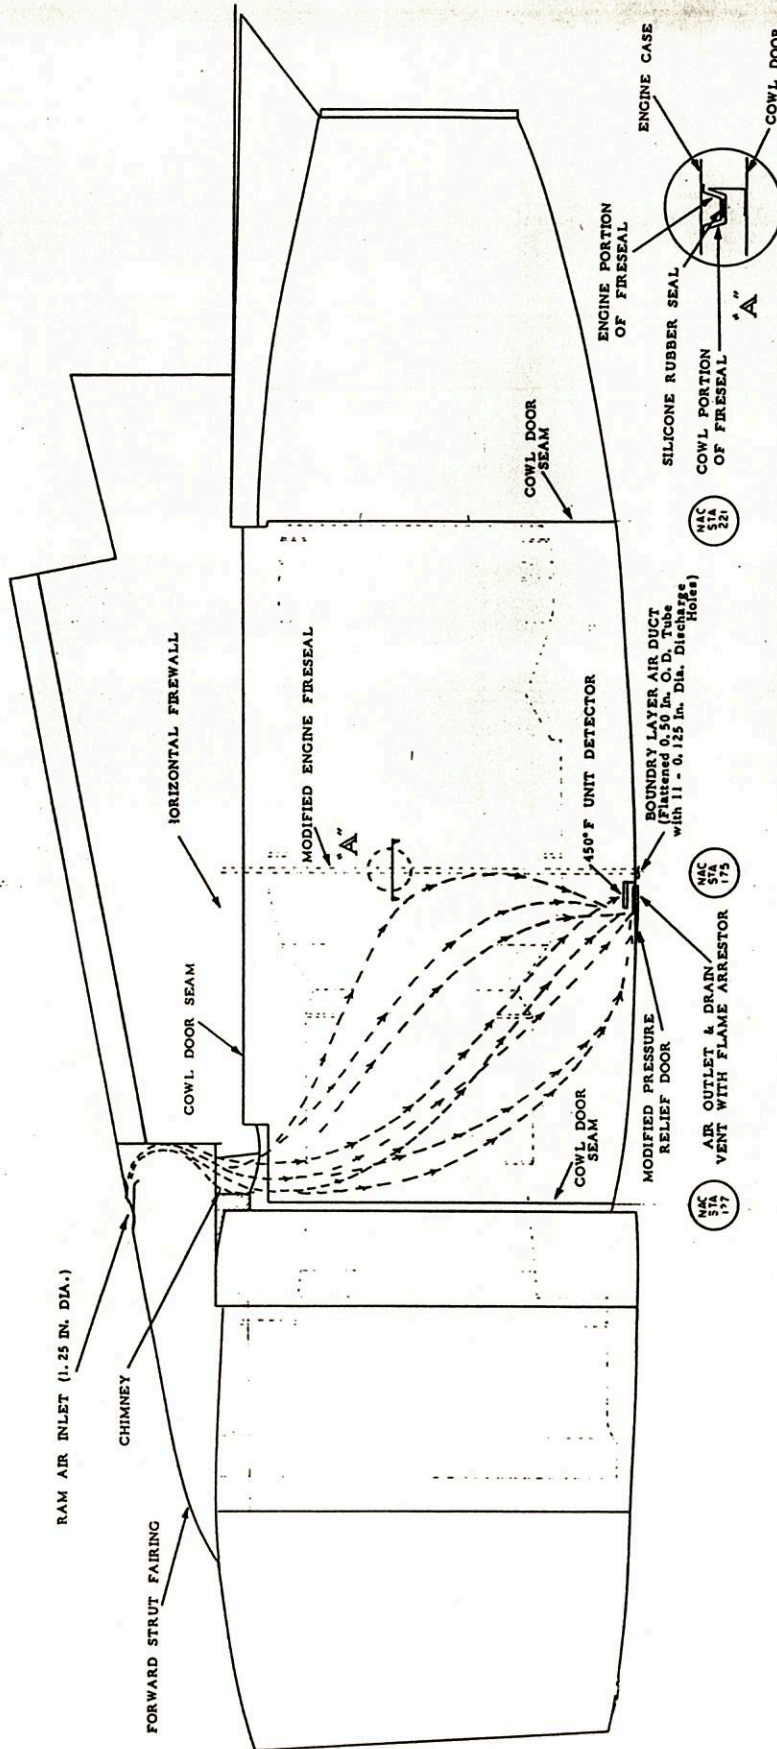 RAM AIR INLET (1.25 IN. DIA.)
CHIMNEY
FORWARD STRUT FAIRING
COWL DOOR SEAM
HORIZONTAL FIREWALL
MODIFIED ENGINE FIRESEAL
"A"
450°F UNIT DETECTOR
COWL DOOR
SEAM
COWL DOOR
SEAM
MODIFIED PRESSURE
RELIEF DOOR
AIR OUTLET & DRAIN
VENT WITH FLAME ARRESTOR
BOUNDRY LAYER AIR DUCT
(Flattened 0.50 In. O.D. Tube
with 11 - 0.125 In. Dia. Discharge
Holes)
NAC
STA
127
NAC
STA
175
NAC
STA
221
ENGINE CASE
ENGINE PORTION
OF FIRESEAL
SILICONE RUBBER SEAL
COWL PORTION
OF FIRESEAL
"A"
COWL DOOR